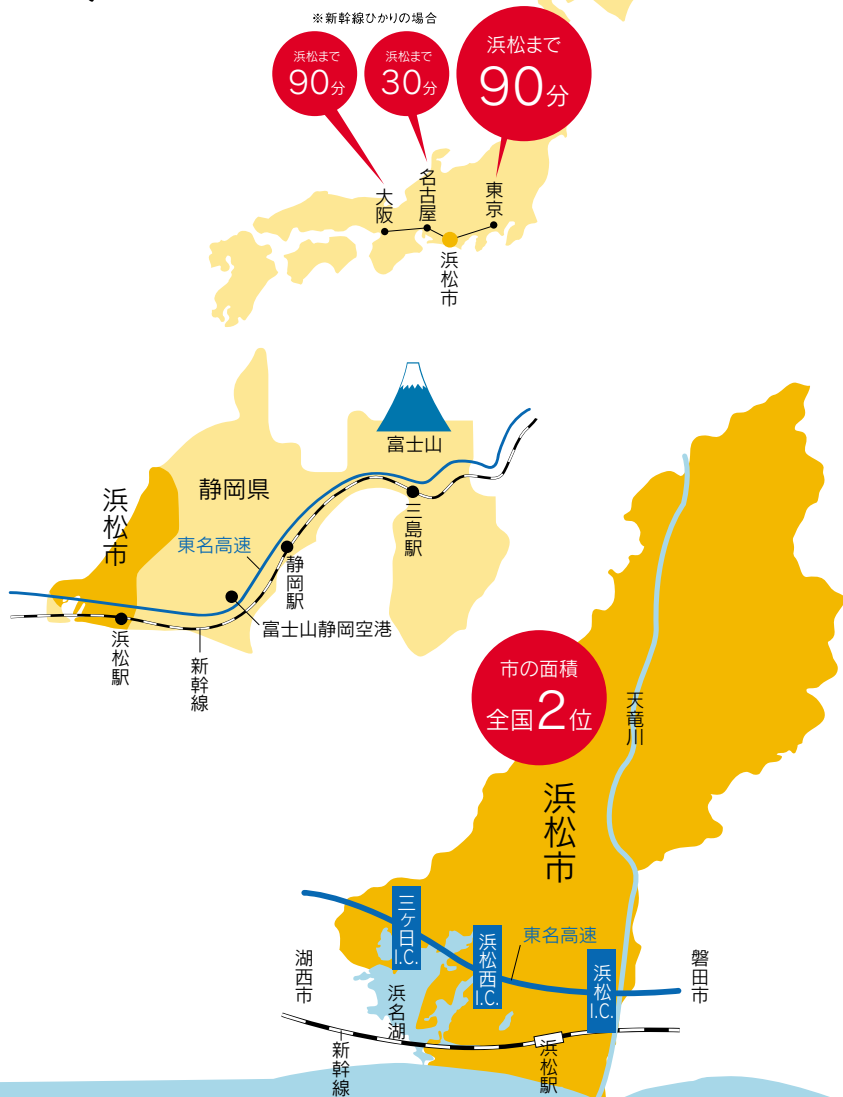 ※新幹線ひかりの場合
浜松まで
90分
浜松まで
30分
浜松まで
90分
大阪
名古屋
東京
浜松市
富士山
静岡県
浜松市
東名高速
静岡駅
三島駅
富士山静岡空港
浜松駅
新幹線
市の面積
全国2位
天竜川
浜松市
三ケ日
I.C.
浜松西
I.C.
東名高速
浜松
I.C.
湖西市
磐田市
浜名湖
新幹線
浜松駅